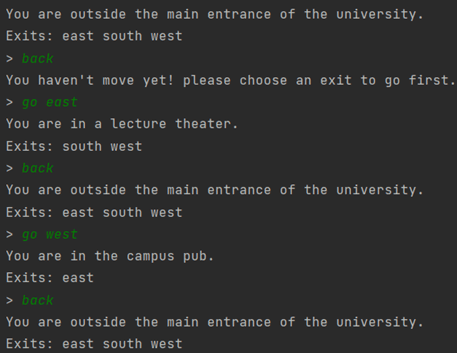 You are outside the main entrance of the university.
Exits: east south west
> back
You haven't move yet! please choose an exit to go first.
> go east
You are in a lecture theater.
Exits: south west
> back
You are outside the main entrance of the university.
Exits: east south west
> go west
You are in the campus pub.
Exits: east
> back
You are outside the main entrance of the university.
Exits: east south west